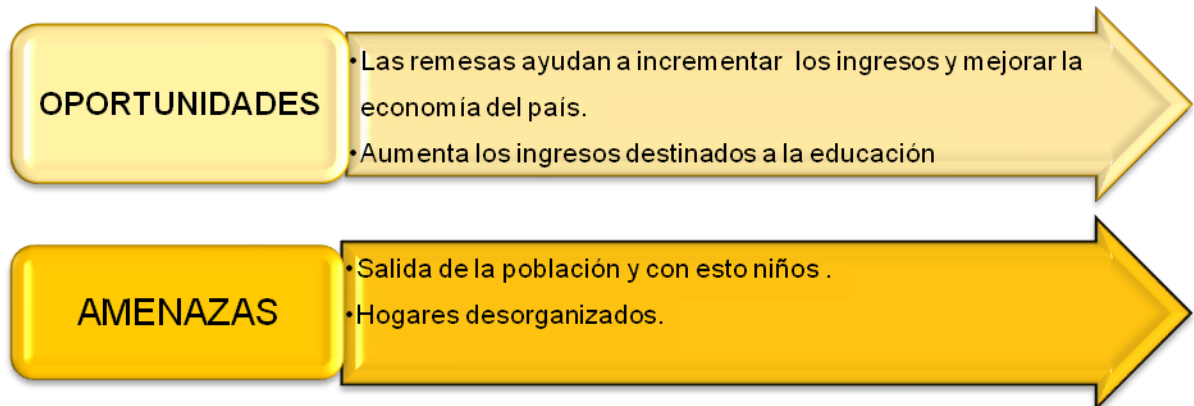 OPORTUNIDADES
•Las remesas ayudan a incrementar los ingresos y mejorar la
economía del país.
•Aumenta los ingresos destinados a la educación
AMENAZAS
•Salida de la población y con esto niños .
•Hogares desorganizados.